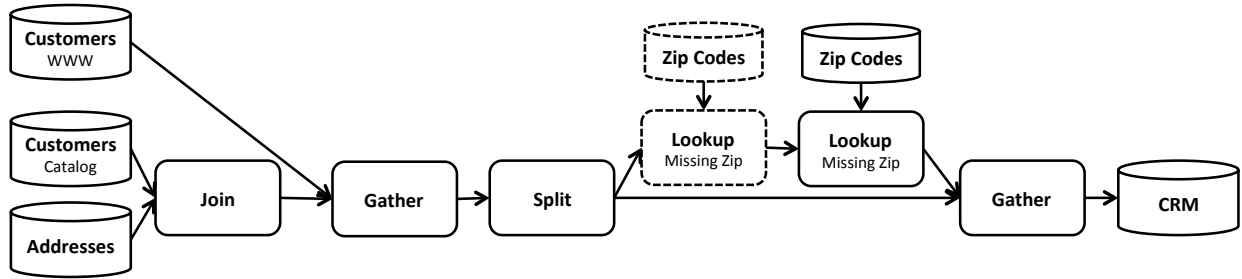 Customers
WWW
Customers
Catalog
Addresses
Join
Gather
Split
Zip Codes
Lookup
Missing Zip
Zip Codes
Lookup
Missing Zip
Gather
CRM